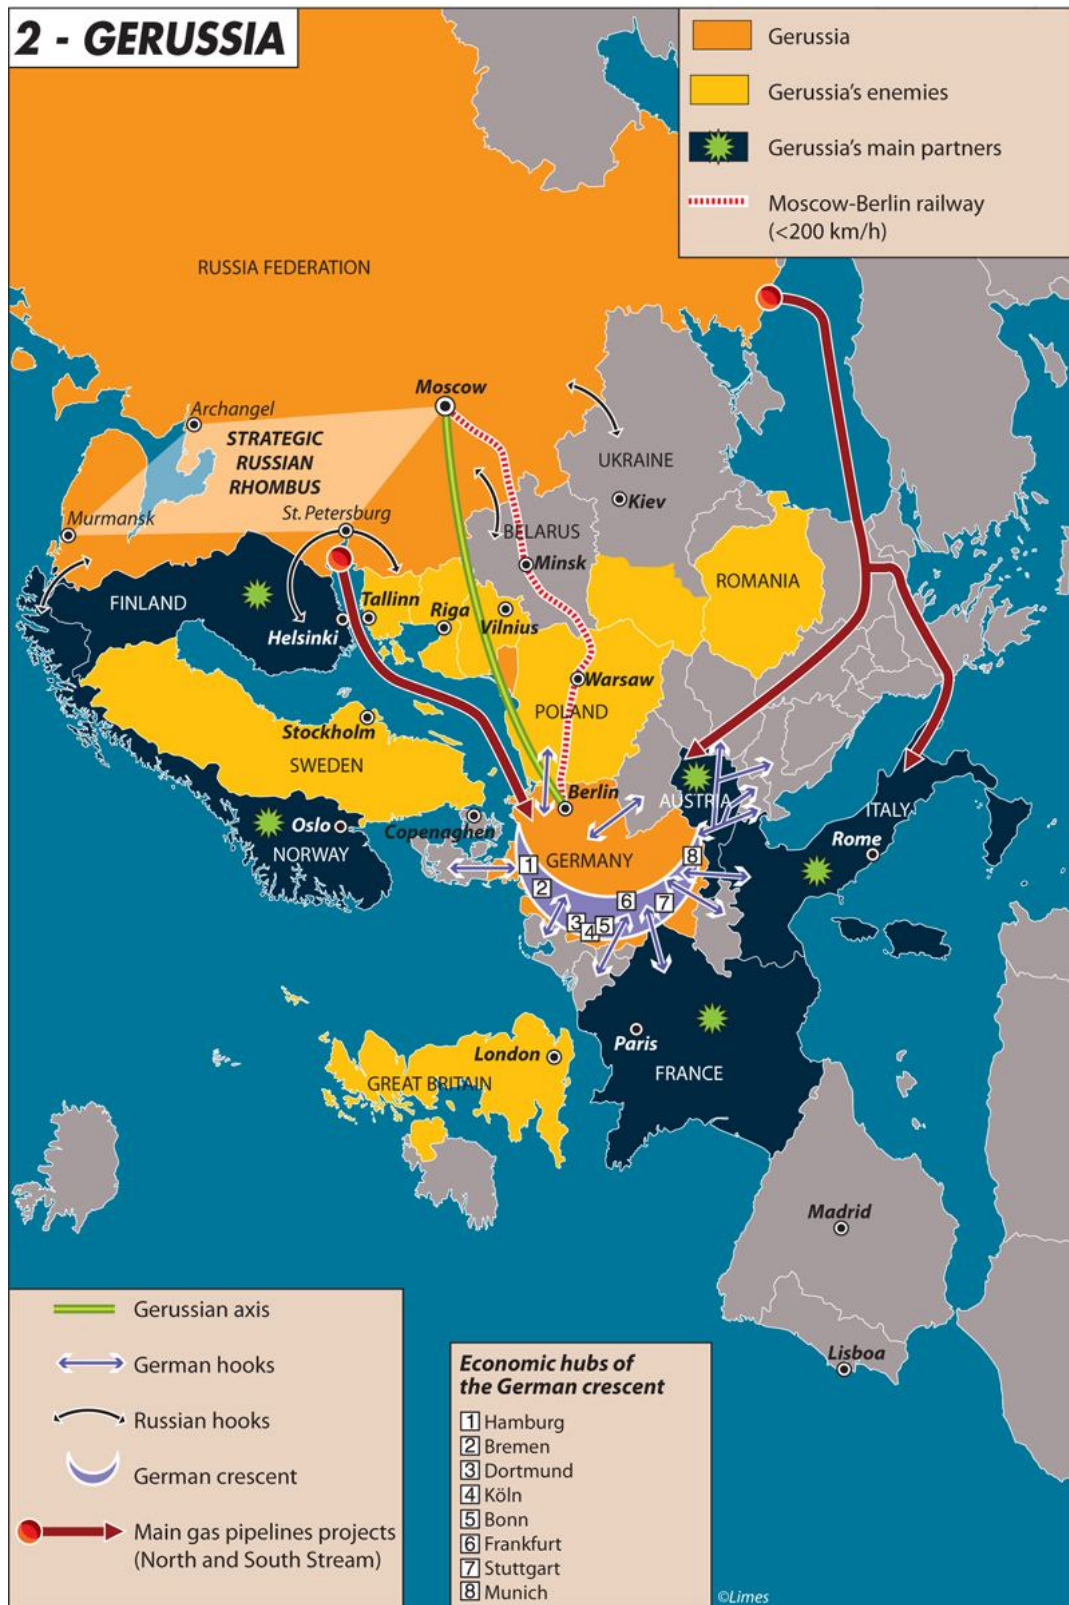 2 - GERUSSIA
Gerussia
Gerussia's enemies
Gerussia's main partners
Moscow-Berlin railway
(<200 km/h)
RUSSIA FEDERATION
Moscow
Archangel
STRATEGIC
RUSSIAN
RHOMBUS
UKRAINE
Kiev
Murmansk
St. Petersburg
BELARUS
Minsk
ROMANIA
FINLAND
Tallinn
Riga
Vilnius
Helsinki
Warsaw
POLAND
Stockholm
SWEDEN
Berlin
AUSTRIA
ITALY
Oslo
Copenaghen
Rome
NORWAY
GERMANY
1
2
3
4
5
6
7
8
London
Paris
GREAT BRITAIN
FRANCE
Madrid
Lisboa
Gerussian axis
German hooks
Russian hooks
German crescent
Main gas pipelines projects
(North and South Stream)
Economic hubs of
the German crescent
1 Hamburg
2 Bremen
3 Dortmund
4 Köln
5 Bonn
6 Frankfurt
7 Stuttgart
8 Munich
©Limes